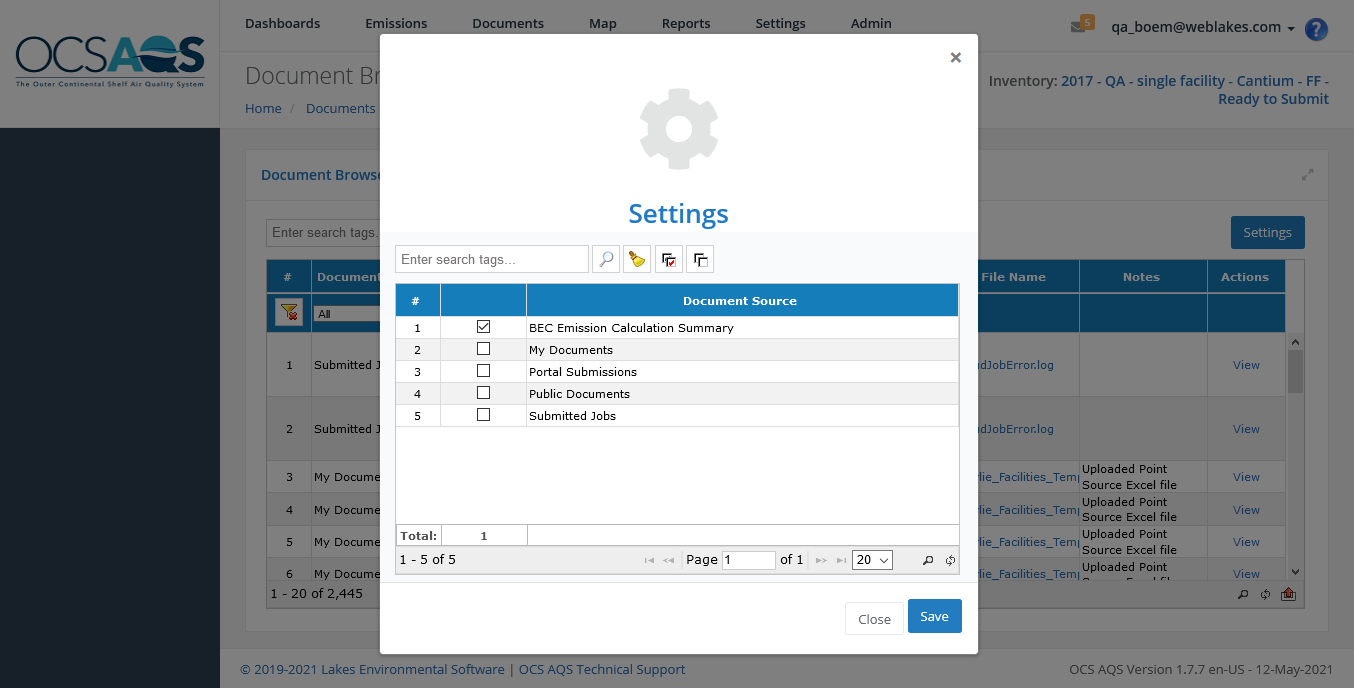 Dashboards Emissions Documents Map Reports Settings Admin
5 qa_boem@weblakes.com ?
OCSAQS
The Outer Continental Shelf Air Quality System
Document Br
Home / Documents
Inventory: 2017 - QA - single facility - Cantium - FF -
Ready to Submit
×
Settings
Document Browse
Enter search tags.
Settings
Enter search tags...
# Document File Name Notes Actions
All
# Document Source
1 BEC Emission Calculation Summary
2 My Documents
3 Portal Submissions
4 Public Documents
5 Submitted Jobs
Total: 1
1 - 5 of 5 Page 1 of 1 20
Close Save
1 Submitted J dJobError.log View
2 Submitted J dJobError.log View
3 My Docume lie_Facilities_Temp Uploaded Point
Source Excel file View
4 My Docume lie_Facilities_Temp Uploaded Point
Source Excel file View
5 My Docume lie_Facilities_Temp Uploaded Point
Source Excel file View
6 My Docume lie_Facilities_Temp Uploaded Point
Source Excel file View
1 - 20 of 2,445
© 2019-2021 Lakes Environmental Software | OCS AQS Technical Support
OCS AQS Version 1.7.7 en-US - 12-May-2021